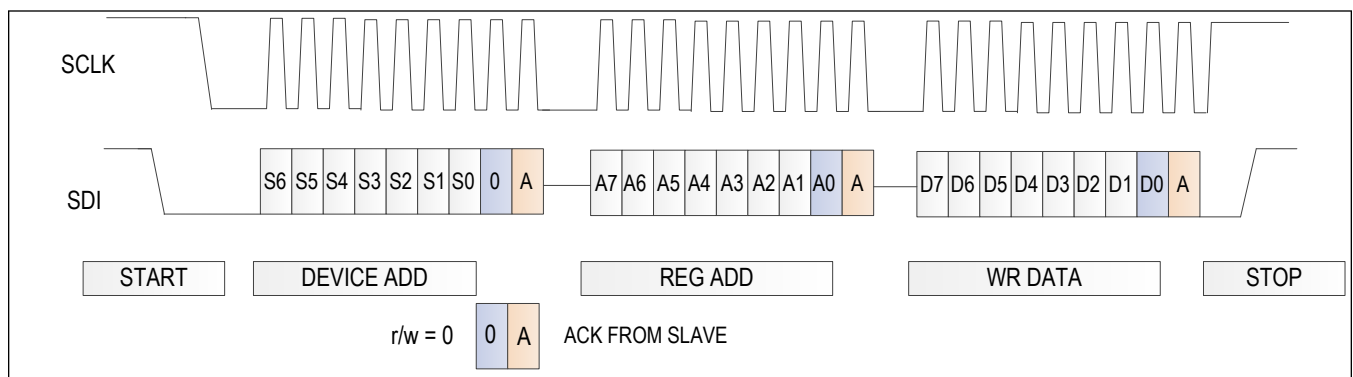 SCLK
SDI
S6 S5 S4 S3 S2 S1 S0 0 A A7 A6 A5 A4 A3 A2 A1 A0 A D7 D6 D5 D4 D3 D2 D1 D0 A
START DEVICE ADD REG ADD WR DATA STOP
r/w = 0 0 A ACK FROM SLAVE